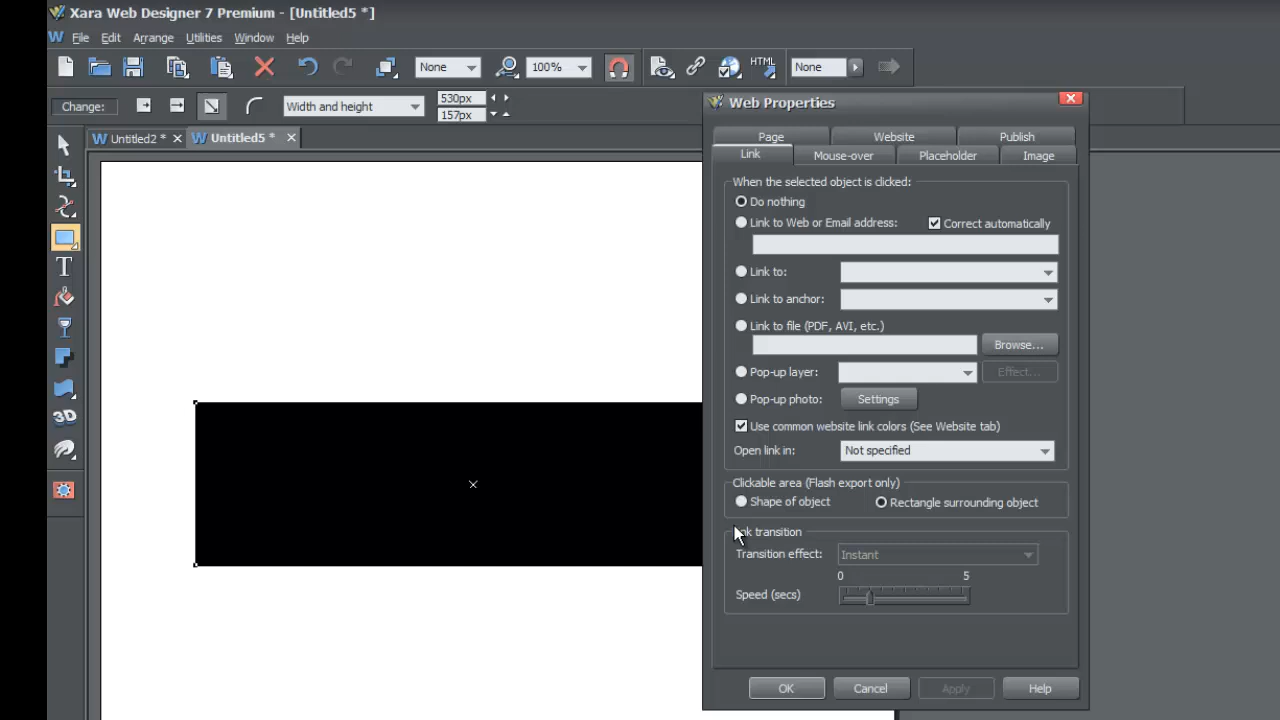 Xara Web Designer 7 Premium - [Untitled5 *]
File Edit Arrange Utilities Window Help
None 100% HTML None
Change: Width and height 530px
157px
Untitled2 * Untitled5 *
T
3D
Web Properties
Page Website Publish
Link Mouse-over Placeholder Image
When the selected object is clicked:
Do nothing
Link to Web or Email address: Correct automatically
Link to:
Link to anchor:
Link to file (PDF, AVI, etc.)
Browse...
Pop-up layer: Effect...
Pop-up photo: Settings
Use common website link colors (See Website tab)
Open link in: Not specified
Clickable area (Flash export only)
Shape of object Rectangle surrounding object
transition
Transition effect: Instant
0 5
Speed (secs)
OK Cancel Apply Help